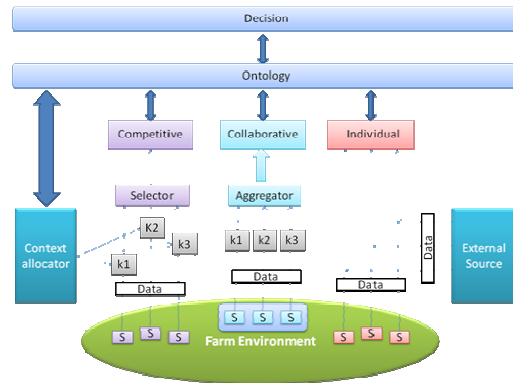 Decision
Ontology
Competitive
Collaborative
Individual
Selector
Aggregator
Context
allocator
K2
k3
k1
k1
k2
k3
Data
Data
Data
Data
External
Source
S
S
S
S
S
S
S
S
S
Farm Environment